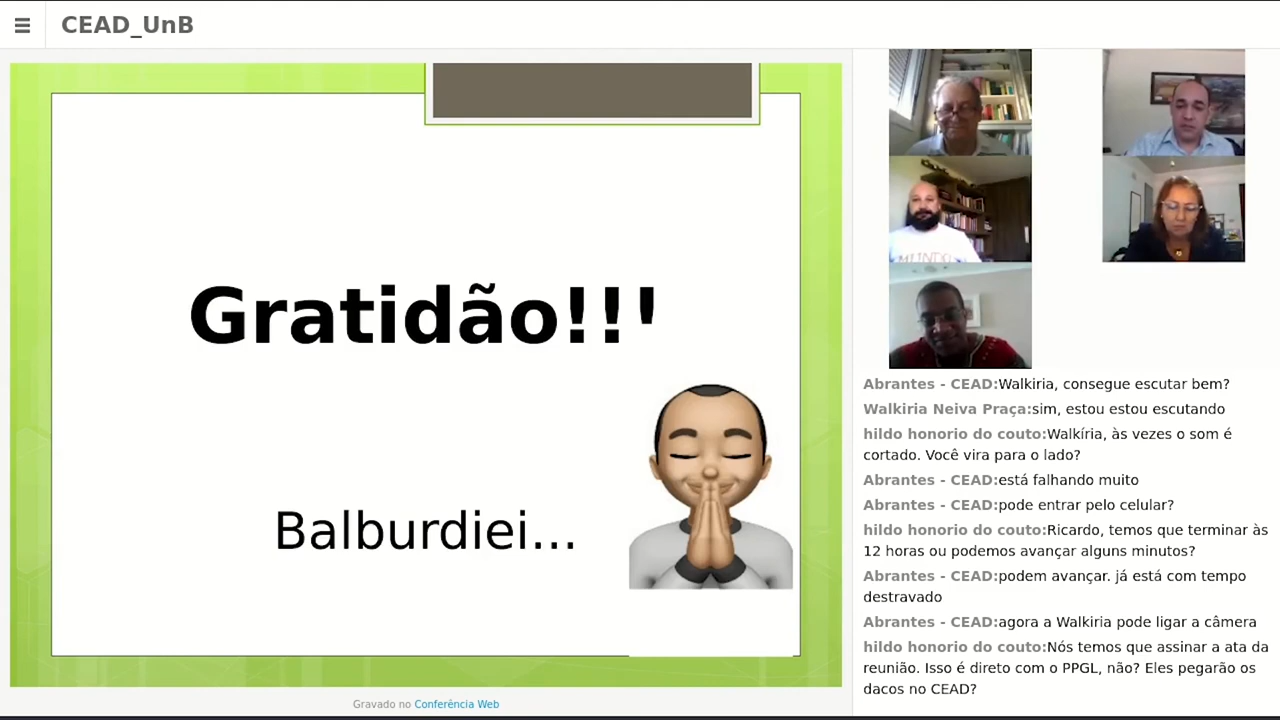 CEAD_UnB
Gratidão!!!
Balburdiei...
MUNDO
Abrantes - CEAD:Walkiria, consegue escutar bem?
Walkiria Neiva Praça:sim, estou estou escutando
hildo honorio do couto:Walkíria, às vezes o som é
cortado. Você vira para o lado?
Abrantes - CEAD:está falhando muito
Abrantes - CEAD:pode entrar pelo celular?
hildo honorio do couto:Ricardo, temos que terminar às
12 horas ou podemos avançar alguns minutos?
Abrantes - CEAD:podem avançar. já está com tempo
destravado
Abrantes - CEAD:agora a Walkiria pode ligar a câmera
hildo honorio do couto:Nós temos que assinar a ata da
reunião. Isso é direto com o PPGL, não? Eles pegarão os
dacos no CEAD?
Gravado no Conferência Web